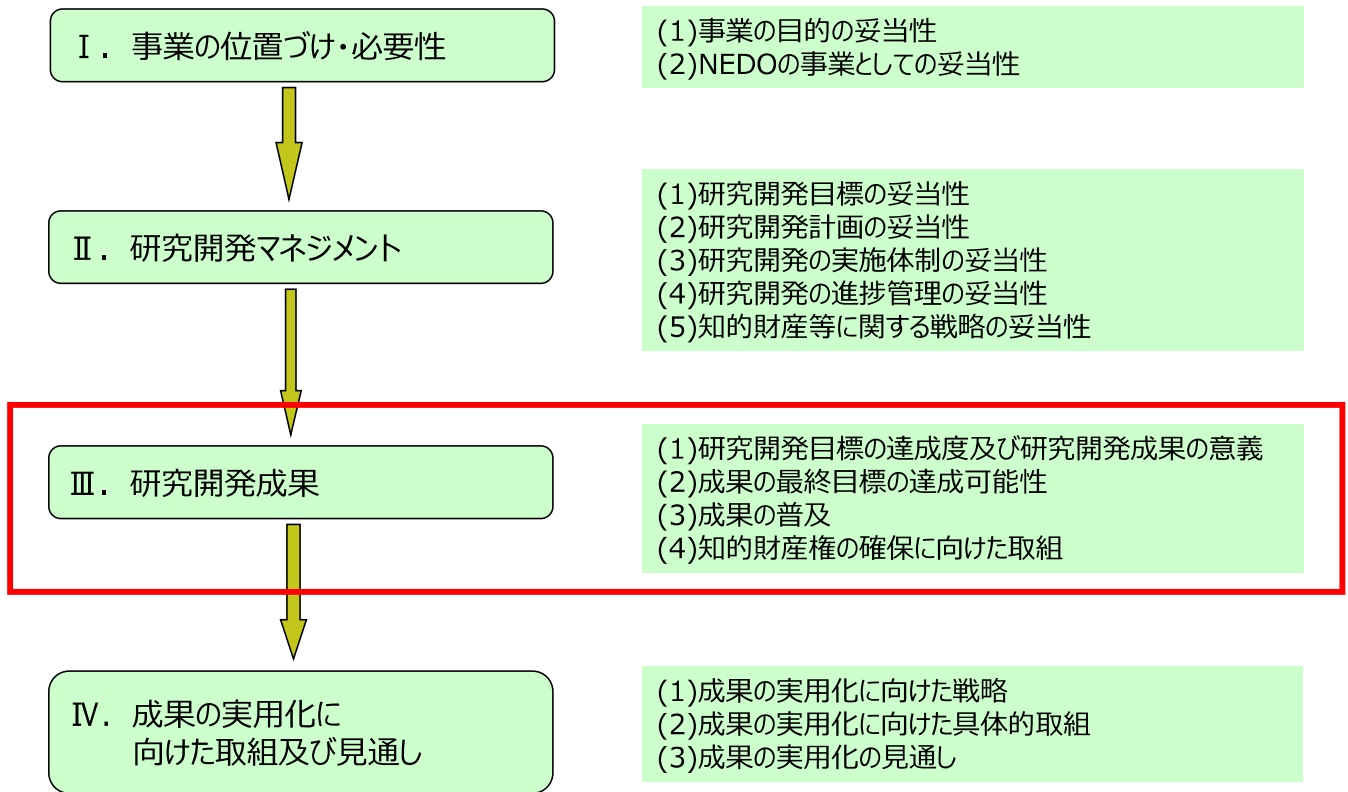 Ⅰ. 事業の位置づけ・必要性
(1)事業の目的の妥当性
(2)NEDOの事業としての妥当性
Ⅱ. 研究開発マネジメント
(1)研究開発目標の妥当性
(2)研究開発計画の妥当性
(3)研究開発の実施体制の妥当性
(4)研究開発の進捗管理の妥当性
(5)知的財産等に関する戦略の妥当性
Ⅲ. 研究開発成果
(1)研究開発目標の達成度及び研究開発成果の意義
(2)成果の最終目標の達成可能性
(3)成果の普及
(4)知的財産権の確保に向けた取組
Ⅳ. 成果の実用化に
向けた取組及び見通し
(1)成果の実用化に向けた戦略
(2)成果の実用化に向けた具体的取組
(3)成果の実用化の見通し